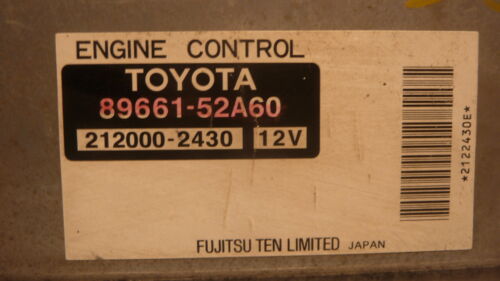 ENGINE CONTROL
TOYOTA
89661-52A60
212000-2430 12V
*2122430E*
FUJITSU TEN LIMITED JAPAN